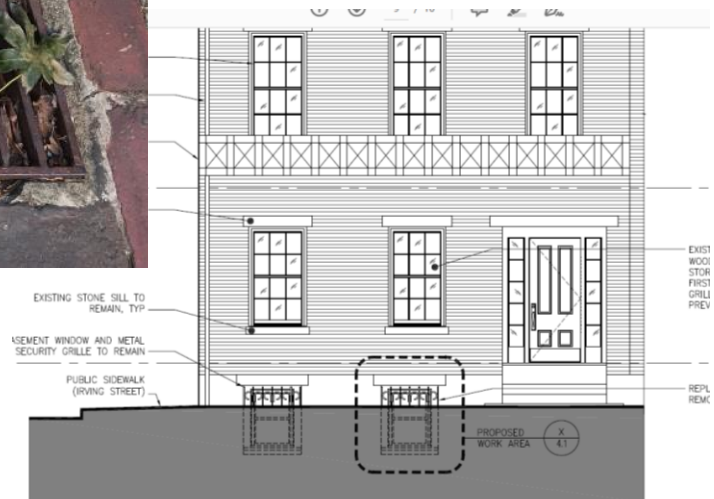 EXISTING STONE SILL TO
REMAIN, TYP
ASEMENT WINDOW AND METAL
SECURITY GRILLE TO REMAIN
PUBLIC SIDEWALK
(IRVING STREET)
EXIST
WOOD
STOR
FIRST
GRILL
PREV
REPL
REMO
PROPOSED
WORK AREA
X
4.1